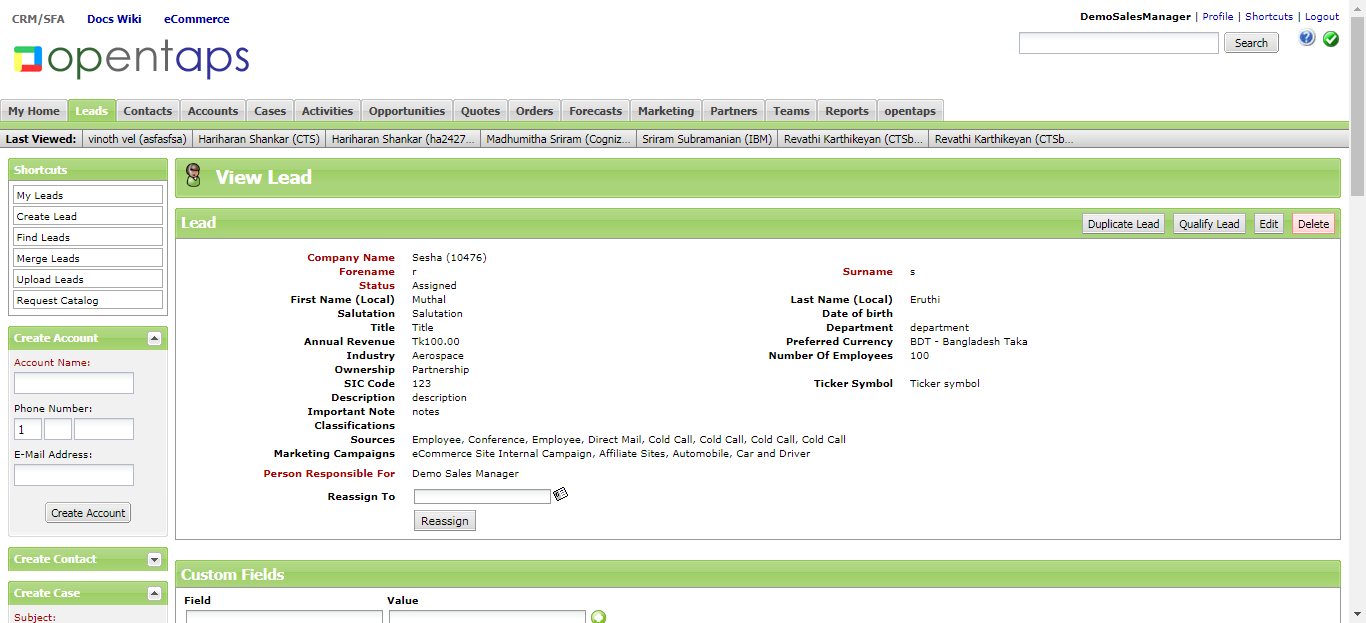 CRM/SFA Docs Wiki eCommerce
DemoSalesManager | Profile | Shortcuts | Logout
opentaps
Search
My Home Leads Contacts Accounts Cases Activities Opportunities Quotes Orders Forecasts Marketing Partners Teams Reports opentaps
Last Viewed: vinoth vel (asfasfsa) Hariharan Shankar (CTS) Hariharan Shankar (ha2427... Madhumitha Sriram (Cogniz... Sriram Subramanian (IBM) Revathi Karthikeyan (CTSb... Revathi Karthikeyan (CTSb...
Shortcuts
My Leads
Create Lead
Find Leads
Merge Leads
Upload Leads
Request Catalog
Create Account
Account Name:
Phone Number:
1
E-Mail Address:
Create Account
Create Contact
Create Case
Subject:
View Lead
Lead
Duplicate Lead Qualify Lead Edit Delete
Company Name Sesha (10476)
Forename r Surname s
Status Assigned
First Name (Local) Muthal Last Name (Local) Eruthi
Salutation Salutation Date of birth
Title Title Department department
Annual Revenue Tk100.00 Preferred Currency BDT - Bangladesh Taka
Industry Aerospace Number Of Employees 100
Ownership Partnership
SIC Code 123 Ticker Symbol Ticker symbol
Description description
Important Note notes
Classifications
Sources Employee, Conference, Employee, Direct Mail, Cold Call, Cold Call, Cold Call, Cold Call
Marketing Campaigns eCommerce Site Internal Campaign, Affiliate Sites, Automobile, Car and Driver
Person Responsible For Demo Sales Manager
Reassign To
Reassign
Custom Fields
Field Value